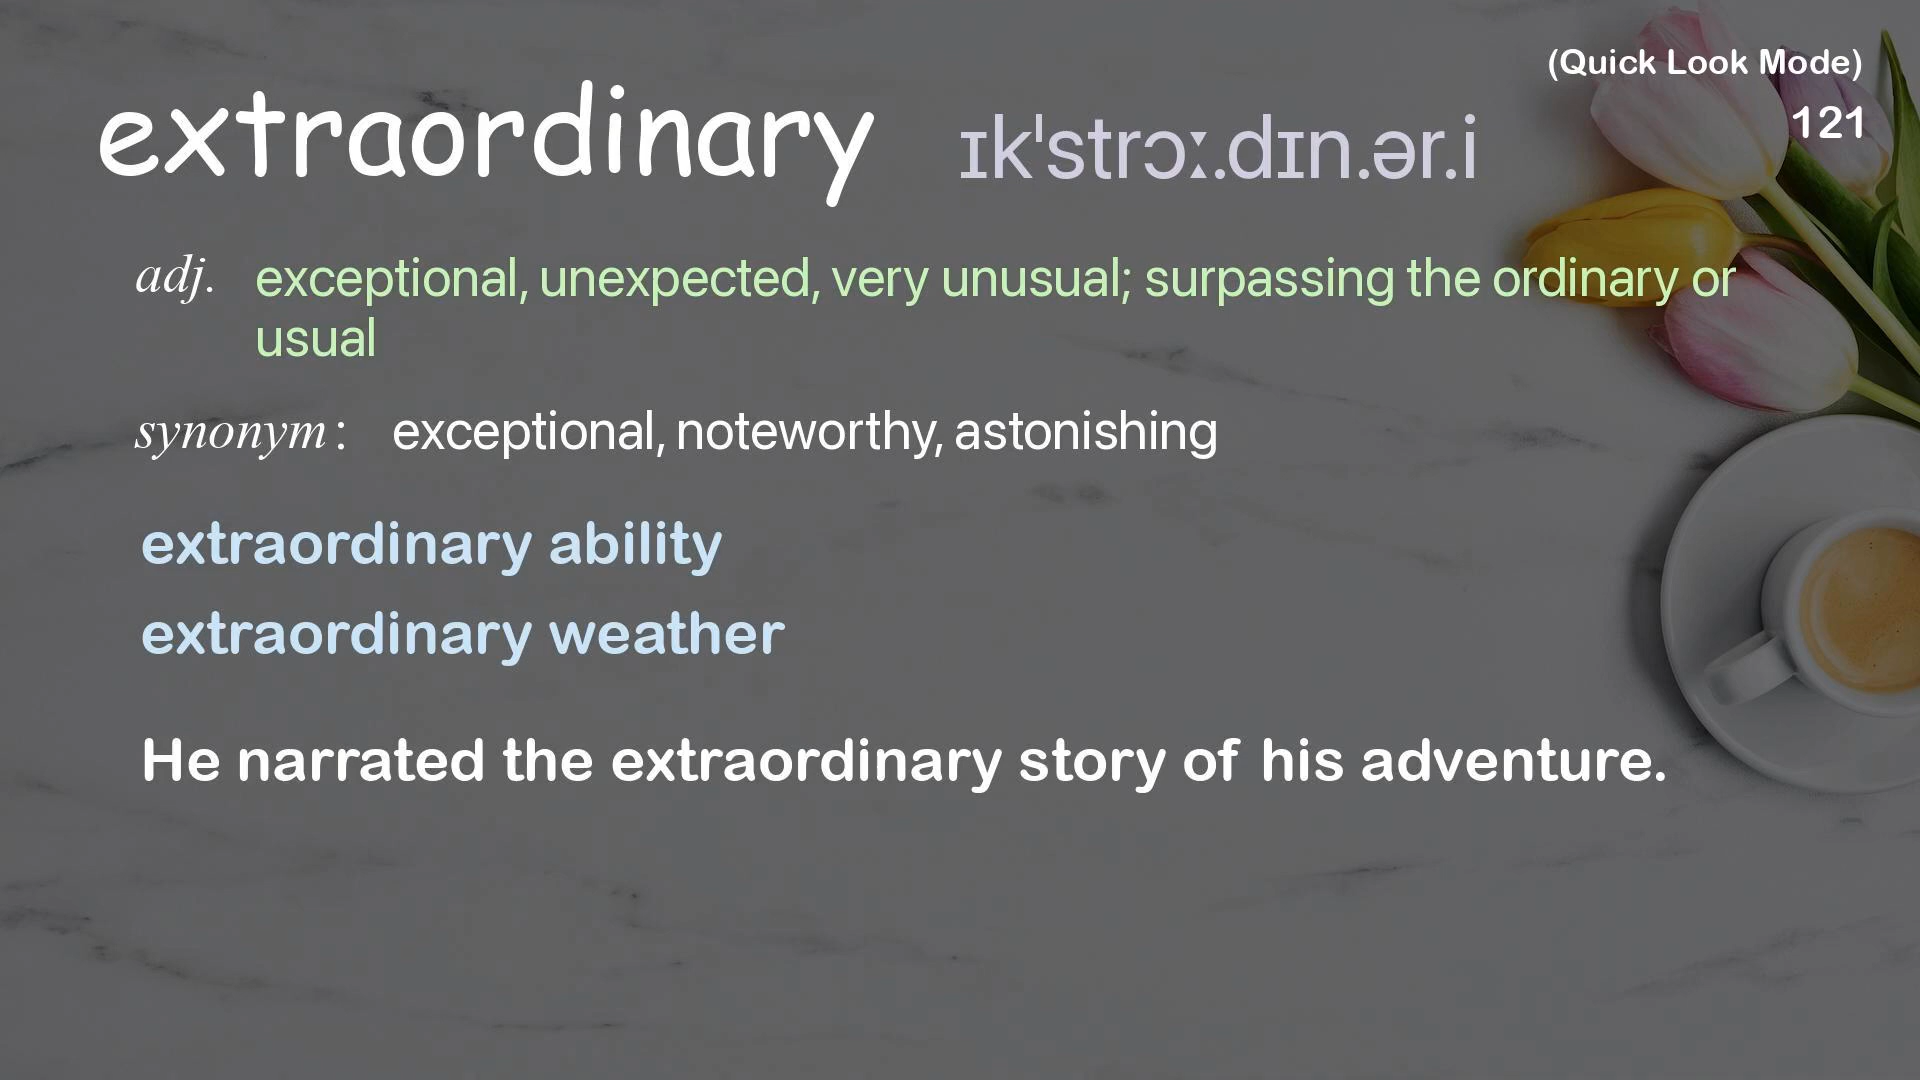 (Quick Look Mode)
121
extraordinary ɪkˈstrɔː.dɪn.ər.i
adj. exceptional, unexpected, very unusual; surpassing the ordinary or
usual
synonym: exceptional, noteworthy, astonishing
extraordinary ability
extraordinary weather
He narrated the extraordinary story of his adventure.